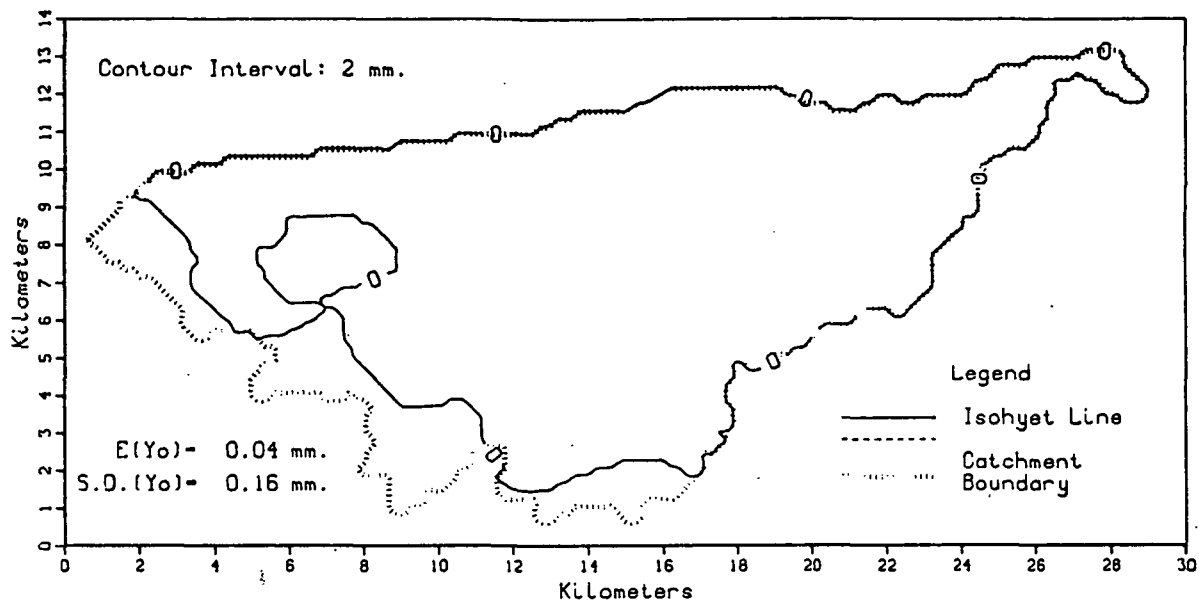 14
13
12
11
10
9
8
7
6
5
4
3
2
1
0
Kilometers
Contour Interval: 2 mm.
0
0
0
0
0
0
0
0
E(Yo)= 0.04 mm.
S.D.(Yo)= 0.16 mm.
Legend
Isohyet Line
Catchment
Boundary
0 2 4 6 8 10 12 14 16 18 20 22 24 26 28 30
Kilometers